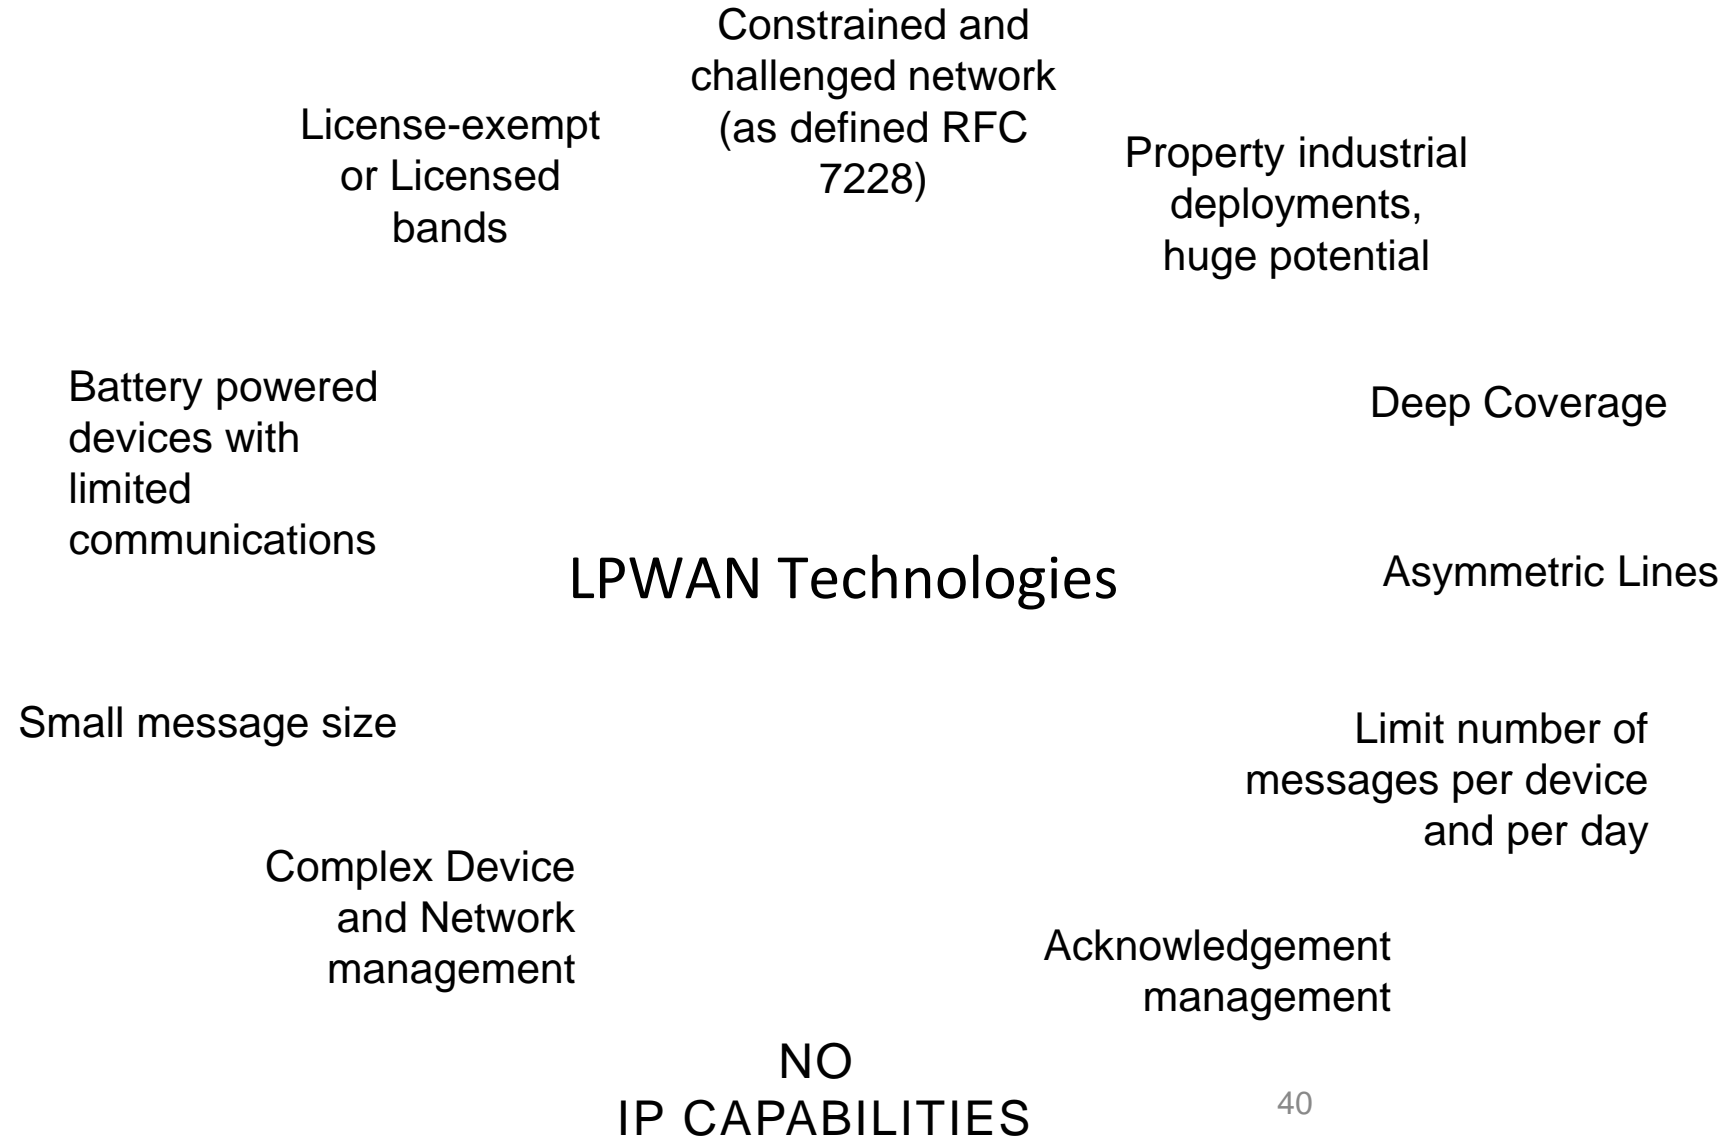 Constrained and
challenged network
(as defined RFC
7228)
License-exempt
or Licensed
bands
Property industrial
deployments,
huge potential
Battery powered
devices with
limited
communications
Deep Coverage
LPWAN Technologies
Asymmetric Lines
Small message size
Limit number of
messages per device
and per day
Complex Device
and Network
management
Acknowledgement
management
NO
IP CAPABILITIES
40